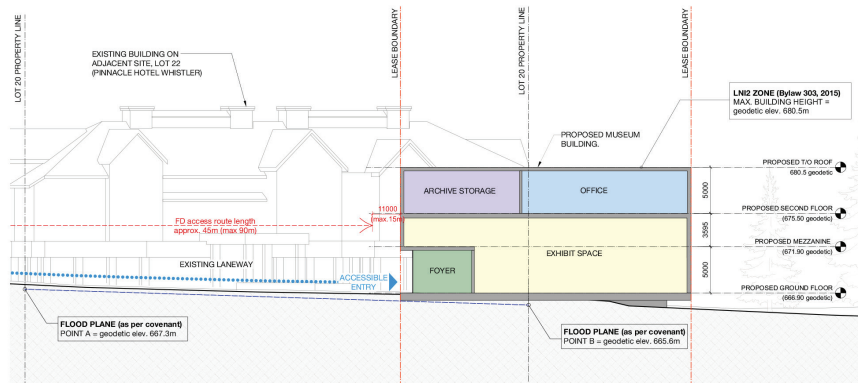 LOT 20 PROPERTY LINE
LEASE BOUNDARY
LOT 20 PROPERTY LINE
LEASE BOUNDARY
EXISTING BUILDING ON
ADJACENT SITE, LOT 22
(PINNACLE HOTEL WHISTLER)
LNI2 ZONE (Bylaw 303, 2015)
MAX. BUILDING HEIGHT =
geodetic elev. 680.5m
PROPOSED MUSEUM
BUILDING.
PROPOSED T/O ROOF
680.5 geodetic
ARCHIVE STORAGE
OFFICE
5000
FD access route length
approx. 45m (max 90m)
11000
(max.15m)
PROPOSED SECOND FLOOR
(675.50 geodetic)
3595
PROPOSED MEZZANINE
(671.90 geodetic)
EXISTING LANEWAY
ACCESSIBLE
ENTRY
FOYER
EXHIBIT SPACE
5000
PROPOSED GROUND FLOOR
(666.90 geodetic)
FLOOD PLANE (as per covenant)
POINT A = geodetic elev. 667.3m
FLOOD PLANE (as per covenant)
POINT B = geodetic elev. 665.6m